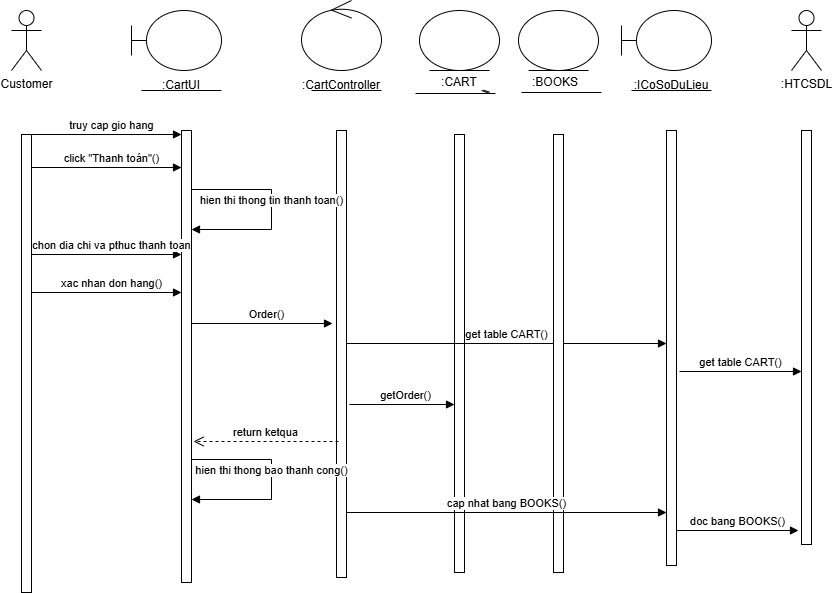 Customer
:CartUI
:CartController
:CART
:BOOKS
:ICoSoDuLieu
:HTCSDL
truy cap gio hang
click "Thanh toán"()
hien thi thong tin thanh toan()
chon dia chi va pthuc thanh toan
xac nhan don hang()
Order()
get table CART()
get table CART()
getOrder()
return ketqua
hien thi thong bao thanh cong()
cap nhat bang BOOKS()
doc bang BOOKS()